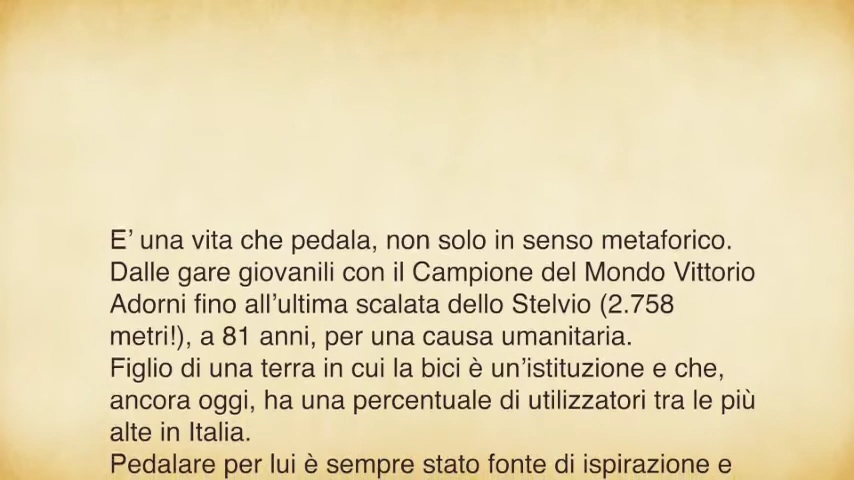 E’ una vita che pedala, non solo in senso metaforico.
Dalle gare giovanili con il Campione del Mondo Vittorio
Adorni fino all’ultima scalata dello Stelvio (2.758
metri!), a 81 anni, per una causa umanitaria.
Figlio di una terra in cui la bici è un’istituzione e che,
ancora oggi, ha una percentuale di utilizzatori tra le più
alte in Italia.
Pedalare per lui è sempre stato fonte di ispirazione e